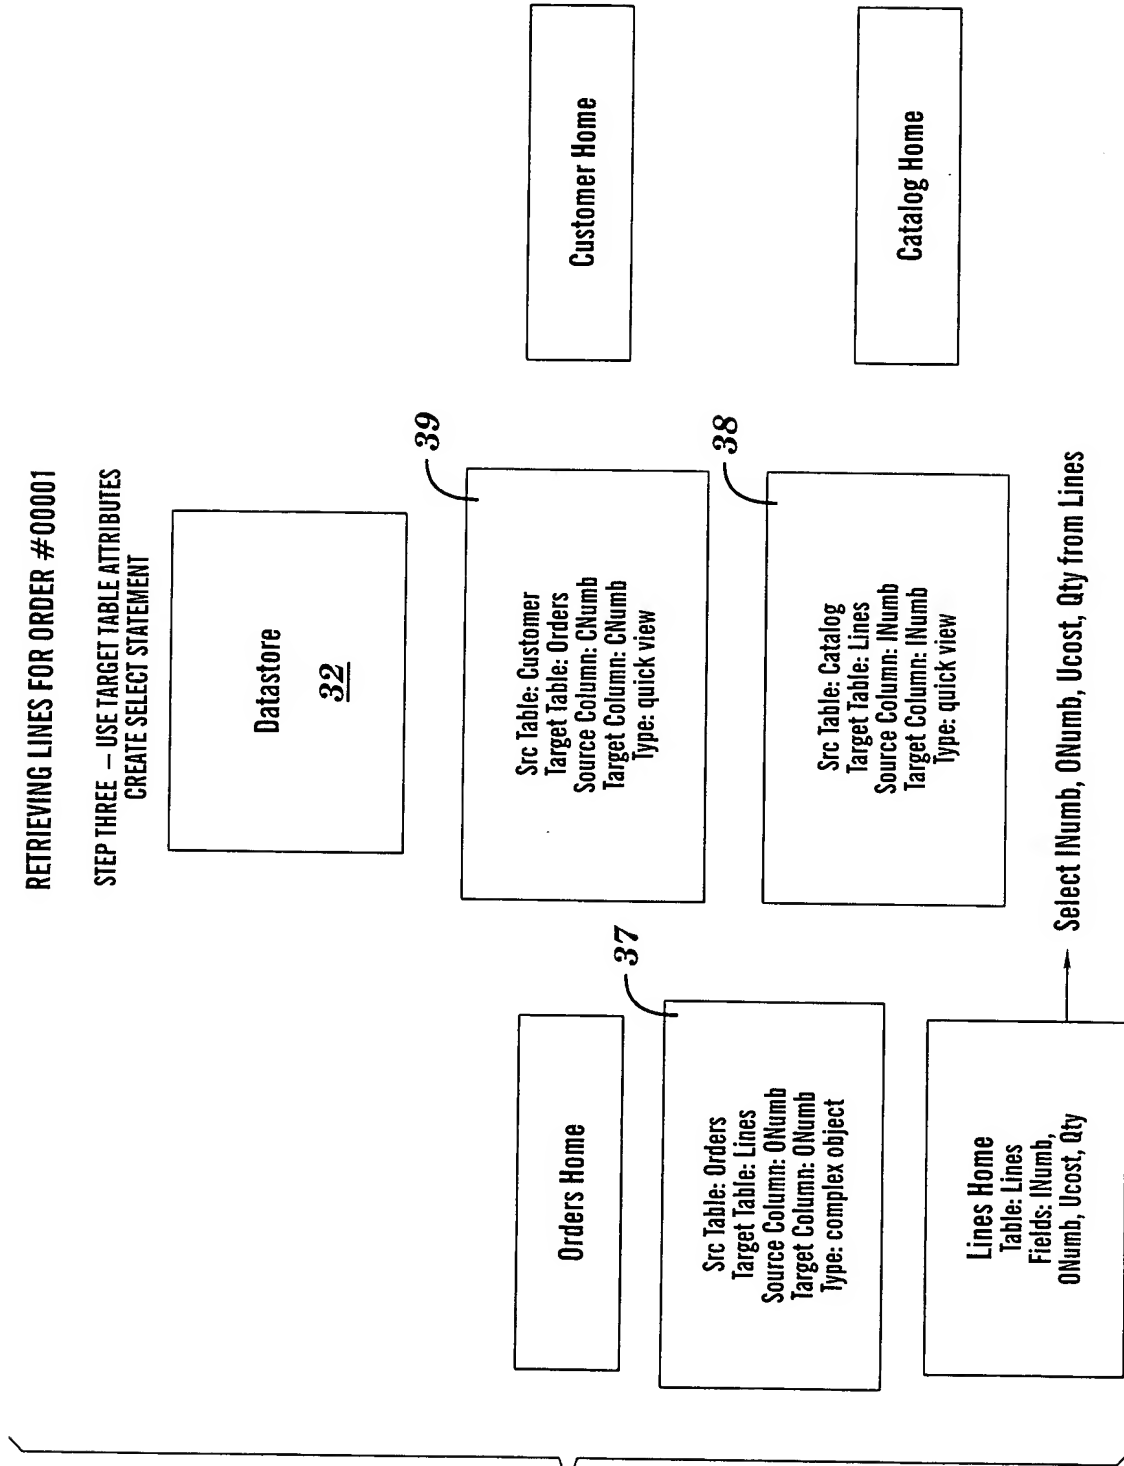 RETRIEVING LINES FOR ORDER #00001
STEP THREE – USE TARGET TABLE ATTRIBUTES
CREATE SELECT STATEMENT
Datastore
32
Orders Home
37
Src Table: Orders
Target Table: Lines
Source Column: ONumb
Target Column: ONumb
Type: complex object
Lines Home
Table: Lines
Fields: INumb,
ONumb, Ucost, Qty
39
Src Table: Customer
Target Table: Orders
Source Column: CNumb
Target Column: CNumb
Type: quick view
38
Src Table: Catalog
Target Table: Lines
Source Column: INumb
Target Column: INumb
Type: quick view
Select INumb, ONumb, Ucost, Qty from Lines
Customer Home
Catalog Home